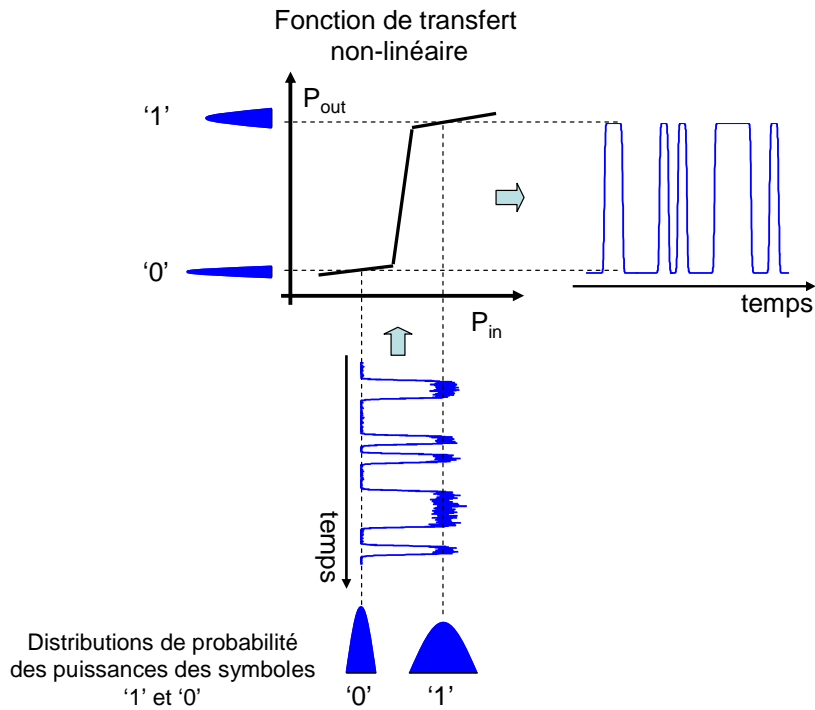 Fonction de transfert
non-linéaire
P_out
‘1’
‘0’
temps
P_in
temps
Distributions de probabilité
des puissances des symboles
‘1’ et ‘0’
‘0’
‘1’